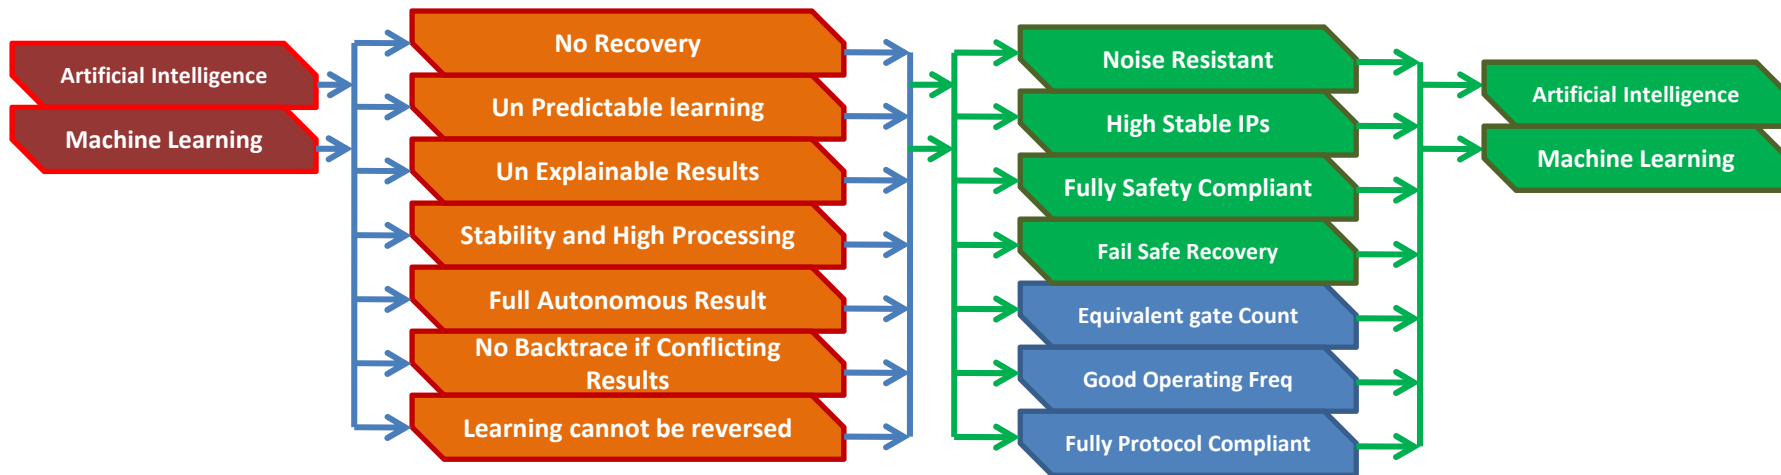 Artificial Intelligence
Machine Learning
No Recovery
Un Predictable learning
Un Explainable Results
Stability and High Processing
Full Autonomous Result
No Backtrace if Conflicting
Results
Learning cannot be reversed
Noise Resistant
High Stable IPs
Fully Safety Compliant
Fail Safe Recovery
Equivalent gate Count
Good Operating Freq
Fully Protocol Compliant
Artificial Intelligence
Machine Learning